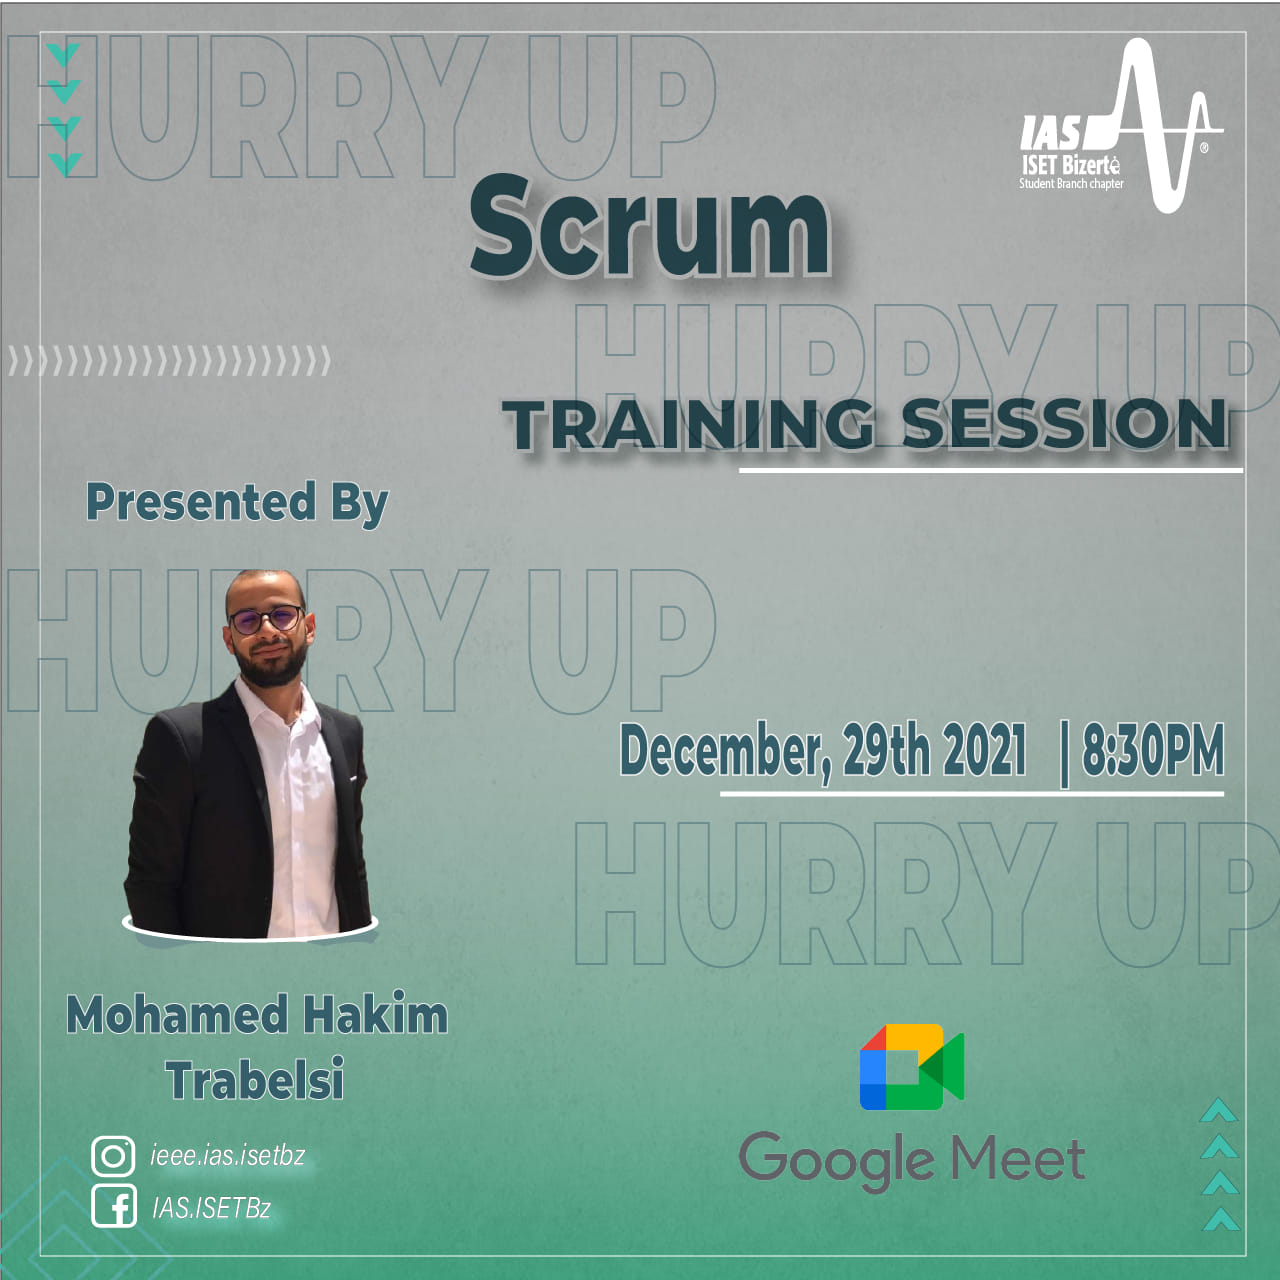 HURRY UP
IAS
ISET Bizerte
®
Student Branch chapter
Scrum
HURRY UP
TRAINING SESSION
Presented By
HURRY UP
December, 29th 2021 | 8:30PM
HURRY UP
Mohamed Hakim
Trabelsi
Google Meet
ieee.ias.isetbz
IAS.ISETBz